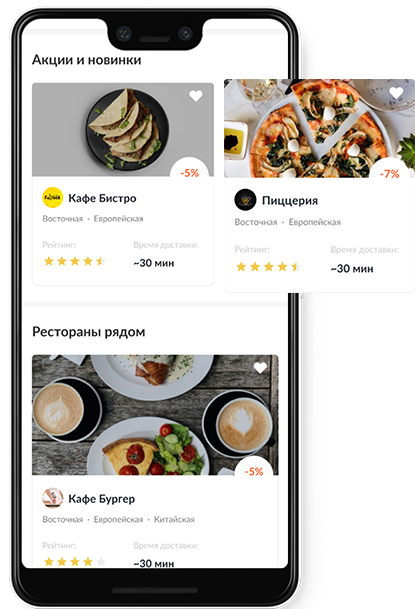 Акции и новинки
-5%
Кафе Бистро
Восточная · Европейская
Рейтинг: Время доставки:
~30 мин
-7%
Пиццерия
Восточная · Европейская
Рейтинг: Время доставки:
~30 мин
Рестораны рядом
-5%
Кафе Бургер
Восточная · Европейская · Китайская
Рейтинг: Время доставки:
~30 мин